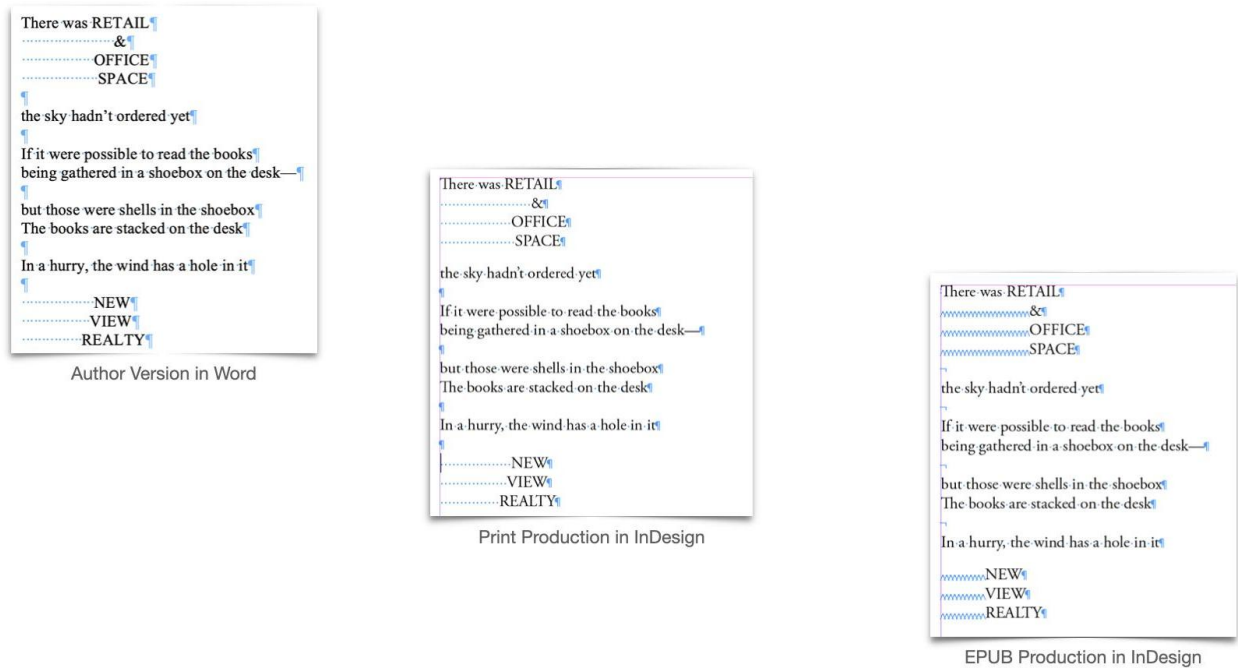 There was RETAIL¶
&¶
OFFICE¶
SPACE¶
¶
the sky hadn’t ordered yet¶
¶
If it were possible to read the books¶
being gathered in a shoebox on the desk—¶
¶
but those were shells in the shoebox¶
The books are stacked on the desk¶
¶
In a hurry, the wind has a hole in it¶
¶
NEW¶
VIEW¶
REALTY¶
Author Version in Word
There was RETAIL¶
&¶
OFFICE¶
SPACE¶
the sky hadn’t ordered yet¶
¶
If it were possible to read the books¶
being gathered in a shoebox on the desk—¶
¶
but those were shells in the shoebox¶
The books are stacked on the desk¶
¶
In a hurry, the wind has a hole in it¶
¶
NEW¶
VIEW¶
REALTY¶
Print Production in InDesign
There was RETAIL¶
&¶
OFFICE¶
SPACE¶
¬
the sky hadn’t ordered yet¶
¬
If it were possible to read the books¶
being gathered in a shoebox on the desk—¶
¬
but those were shells in the shoebox¶
The books are stacked on the desk¶
¬
In a hurry, the wind has a hole in it¶
NEW¶
VIEW¶
REALTY¶
EPUB Production in InDesign